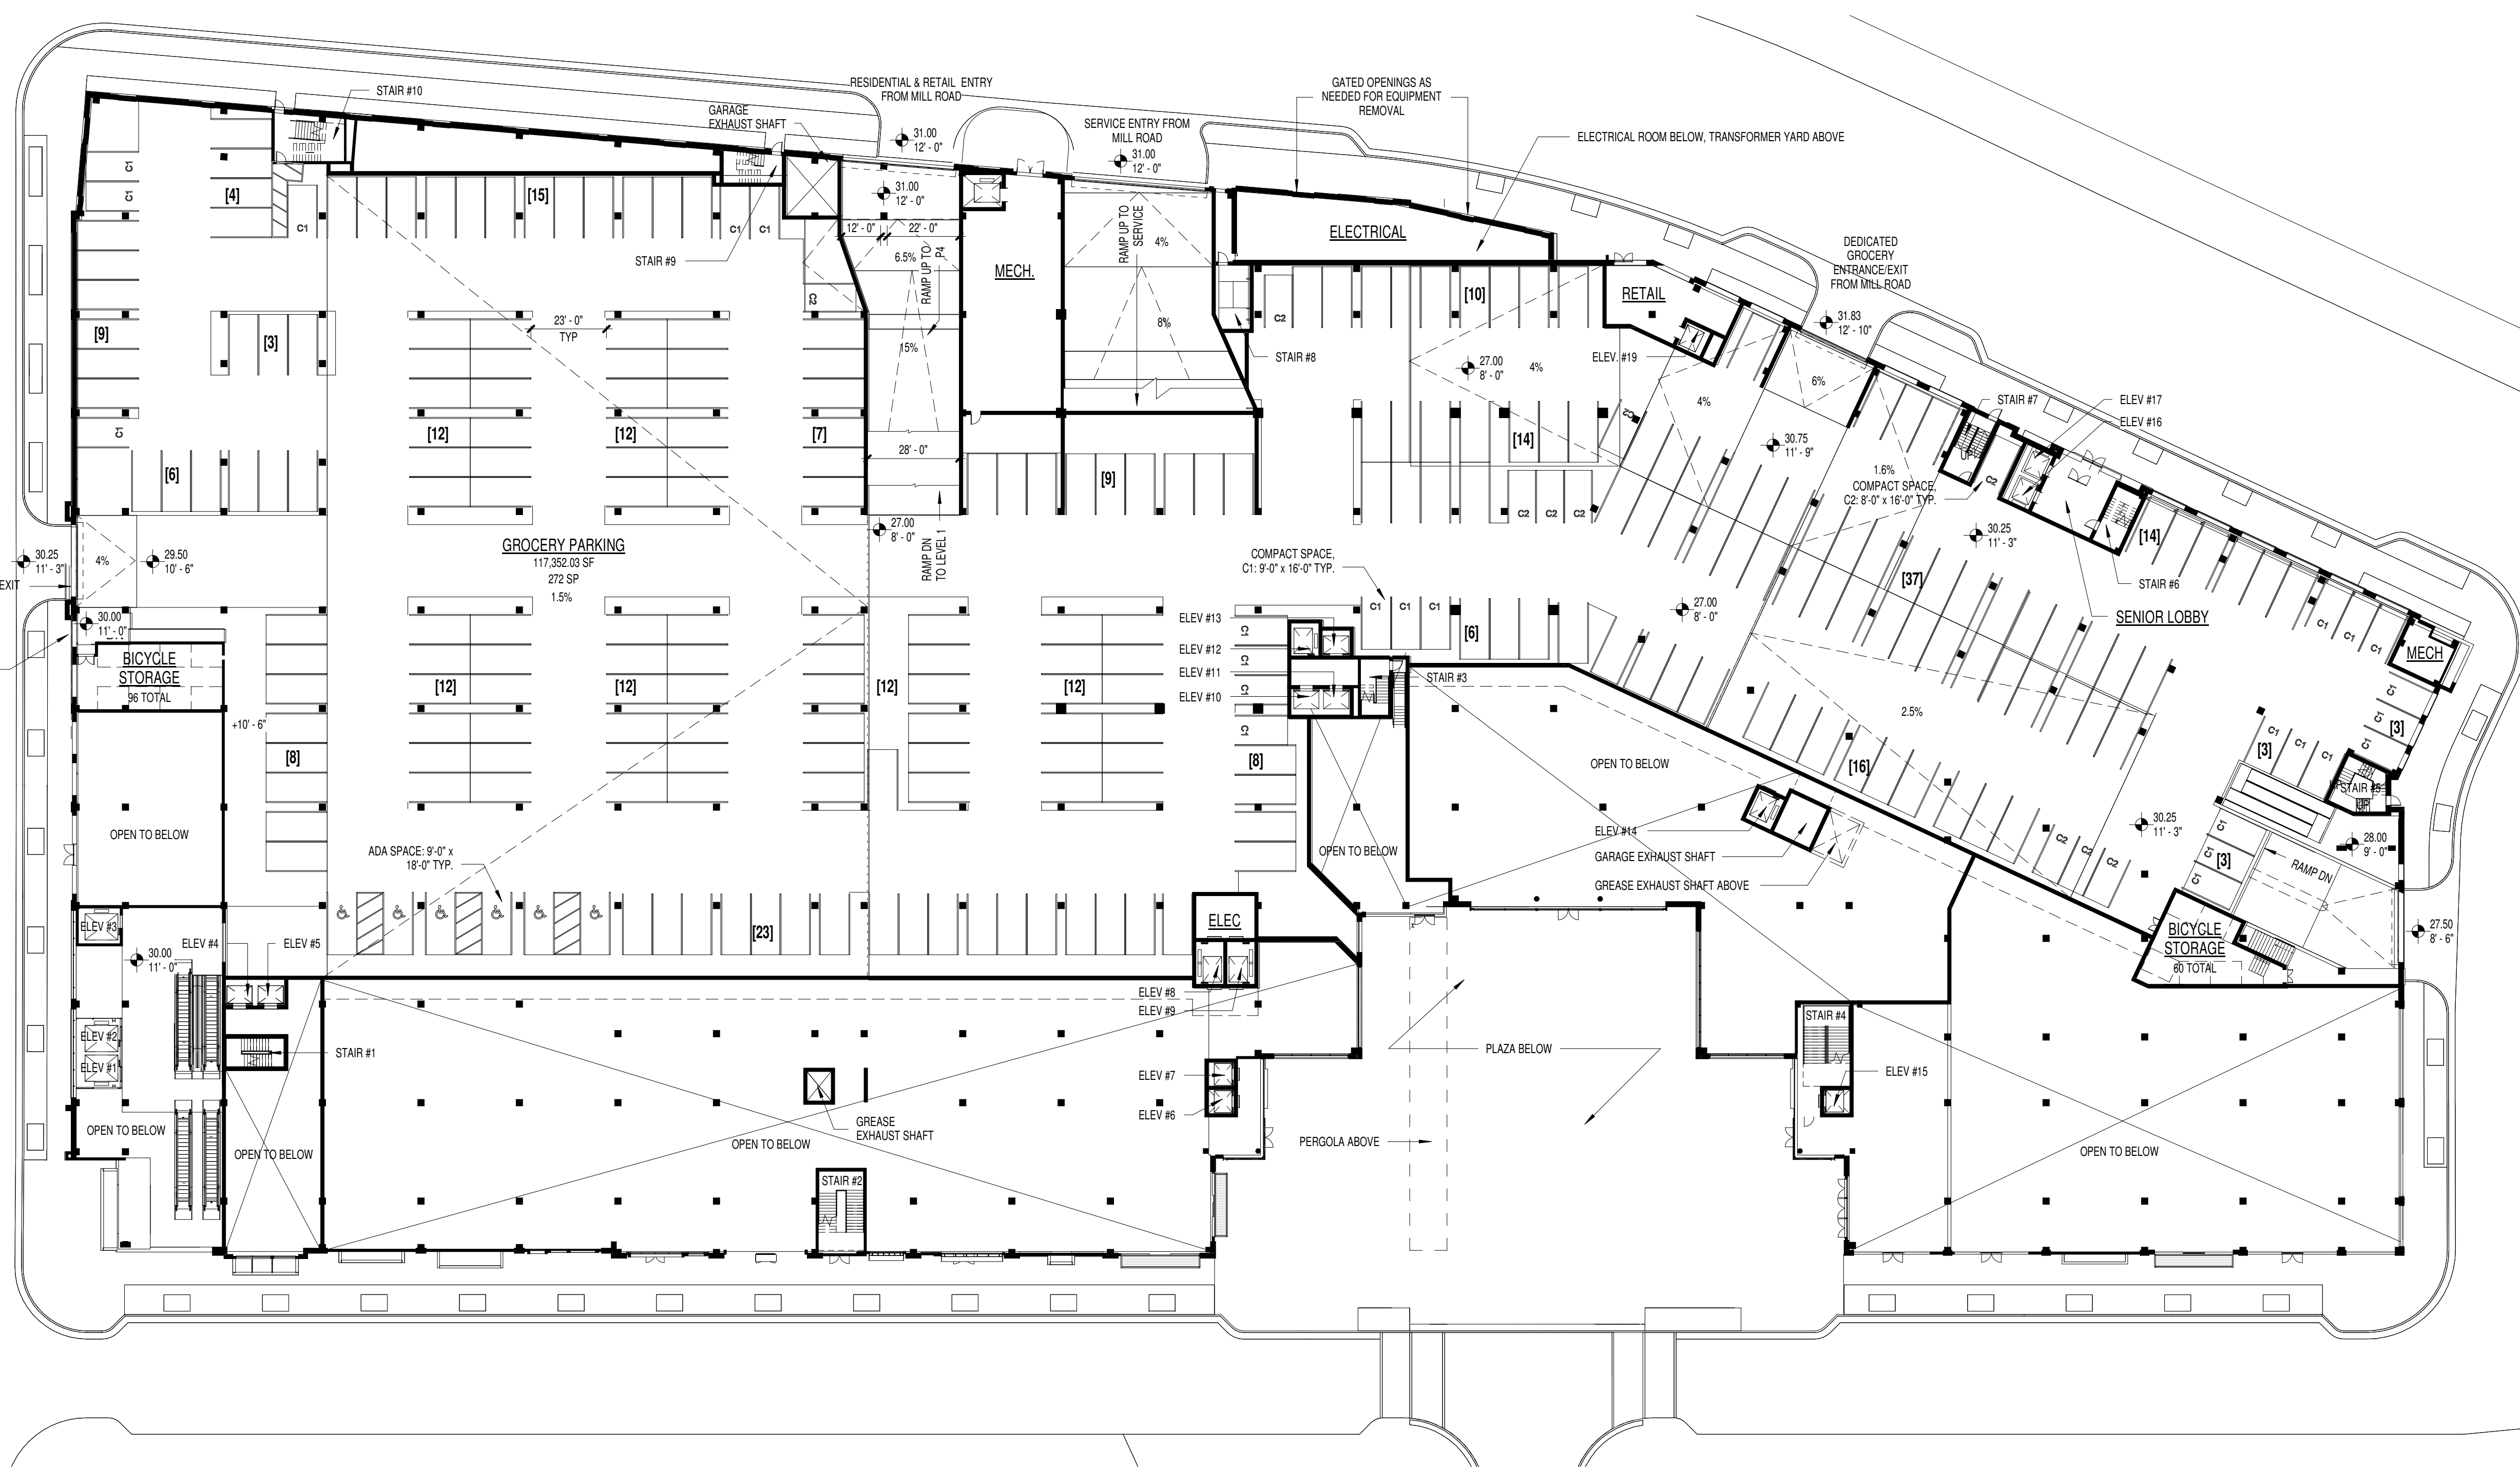 STAIR #10
RESIDENTIAL & RETAIL ENTRY
FROM MILL ROAD
GARAGE
EXHAUST SHAFT
31.00
12' - 0"
SERVICE ENTRY FROM
MILL ROAD
31.00
12' - 0"
GATED OPENINGS AS
NEEDED FOR EQUIPMENT
REMOVAL
ELECTRICAL ROOM BELOW, TRANSFORMER YARD ABOVE
C1
C1
[4]
[15]
C1
C1
C1
STAIR #9
31.00
12' - 0"
12' - 0"
22' - 0"
6.5%
RAMP UP TO
P4
15%
C2
MECH.
RAMP UP TO
SERVICE
4%
8%
ELECTRICAL
STAIR #8
C2
[10]
RETAIL
ELEV. #19
DEDICATED
GROCERY
ENTRANCE/EXIT
FROM MILL ROAD
31.83
12' - 10"
27.00
8' - 0"
4%
4%
6%
[9]
[3]
23' - 0"
TYP
C1
[12]
[12]
[7]
[6]
28' - 0"
[9]
[14]
C2
C2
C2
C2
30.75
11' - 9"
1.6%
COMPACT SPACE,
C2: 8'-0" x 16'-0" TYP.
STAIR #7
UP
C2
ELEV #17
ELEV #16
30.25
11' - 3"
[14]
STAIR #6
SENIOR LOBBY
[37]
30.25
11' - 3"
EXIT
4%
29.50
10' - 6"
GROCERY PARKING
117,352.03 SF
272 SP
1.5%
27.00
8' - 0"
RAMP DN
TO LEVEL 1
COMPACT SPACE,
C1: 9'-0" x 16'-0" TYP.
C1
C1
C1
[6]
27.00
8' - 0"
C1
C1
C1
MECH
30.00
11' - 0"
BICYCLE
STORAGE
96 TOTAL
+10' - 6"
[8]
[12]
[12]
[12]
[12]
C1
C1
C1
C1
C1
[8]
ELEV #13
ELEV #12
ELEV #11
ELEV #10
STAIR #3
2.5%
C1
C1
C1
[3]
C1
C1
C1
[3]
STAIR #5
UP
OPEN TO BELOW
OPEN TO BELOW
OPEN TO BELOW
[16]
ELEV #14
GARAGE EXHAUST SHAFT
GREASE EXHAUST SHAFT ABOVE
30.25
11' - 3"
C2
C2
C2
C1
C1
C1
[3]
28.00
9' - 0"
RAMP DN
ADA SPACE: 9'-0" x
18'-0" TYP.
[23]
ELEC
ELEV #3
ELEV #4
ELEV #5
30.00
11' - 0"
BICYCLE
STORAGE
60 TOTAL
27.50
8' - 6"
ELEV #8
ELEV #9
ELEV #2
ELEV #1
STAIR #1
PLAZA BELOW
STAIR #4
ELEV #15
ELEV #7
ELEV #6
GREASE
EXHAUST SHAFT
OPEN TO BELOW
OPEN TO BELOW
OPEN TO BELOW
PERGOLA ABOVE
OPEN TO BELOW
STAIR #2